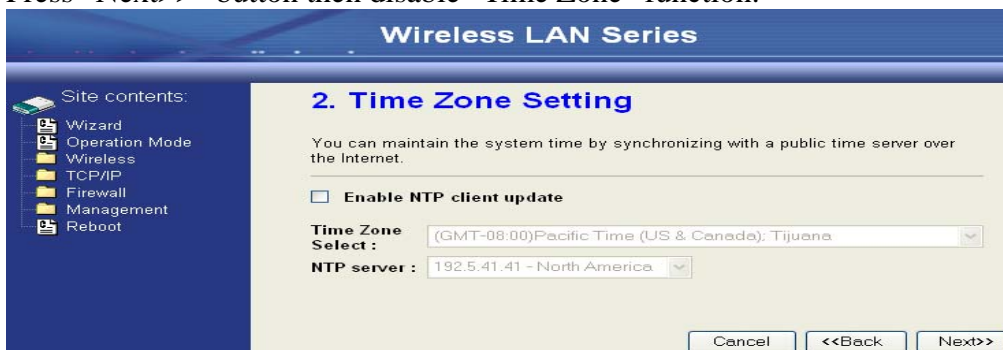 Press "Next>>" button then disable "Time Zone" function.
Wireless LAN Series
Site contents:
Wizard
Operation Mode
Wireless
TCP/IP
Firewall
Management
Reboot
2. Time Zone Setting
You can maintain the system time by synchronizing with a public time server over
the Internet.
Enable NTP client update
Time Zone
Select :
(GMT-08:00)Pacific Time (US & Canada); Tijuana
NTP server :
192.5.41.41 - North America
Cancel
<<Back
Next>>